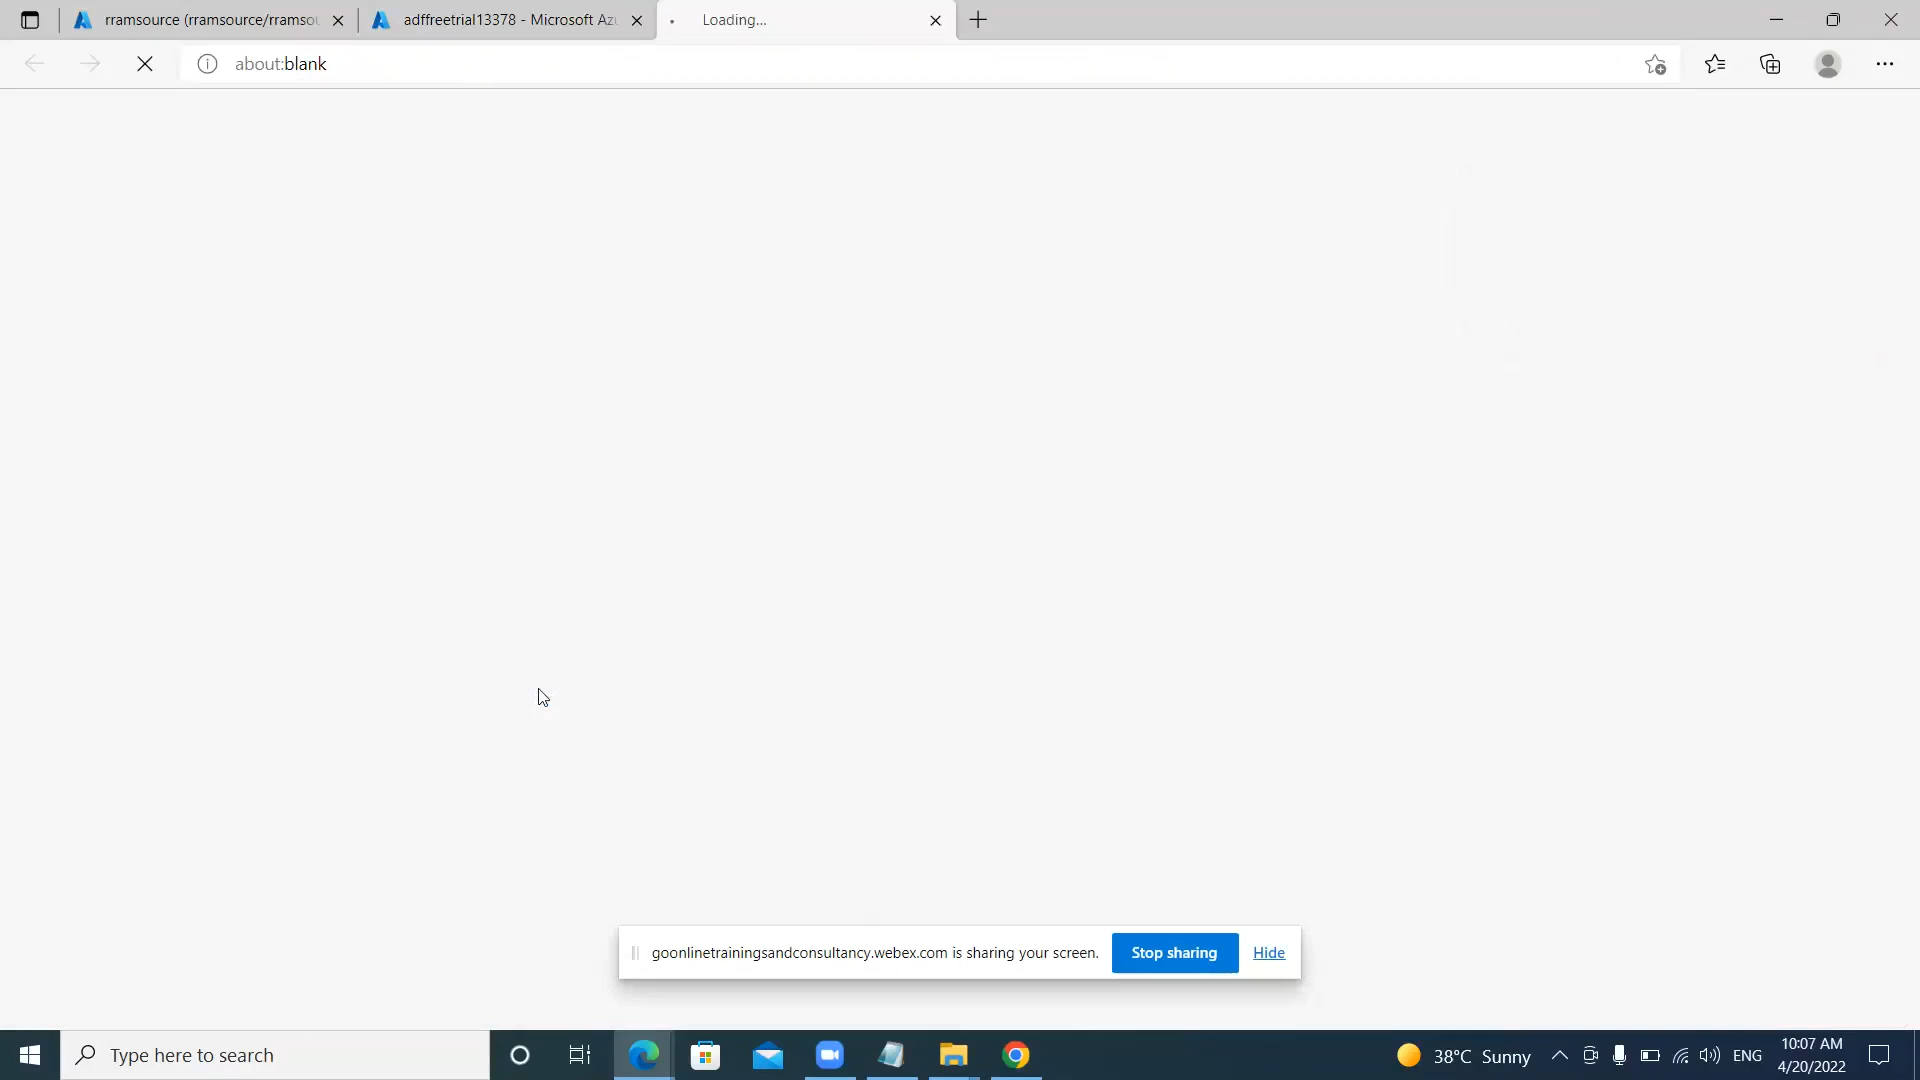 rramsource (rramsource/rramsou
adffreetrial13378 - Microsoft Az
Loading...
about:blank
goonlinetrainingsandconsultancy.webex.com is sharing your screen.
Stop sharing
Hide
Type here to search
38°C Sunny
ENG
10:07 AM
4/20/2022